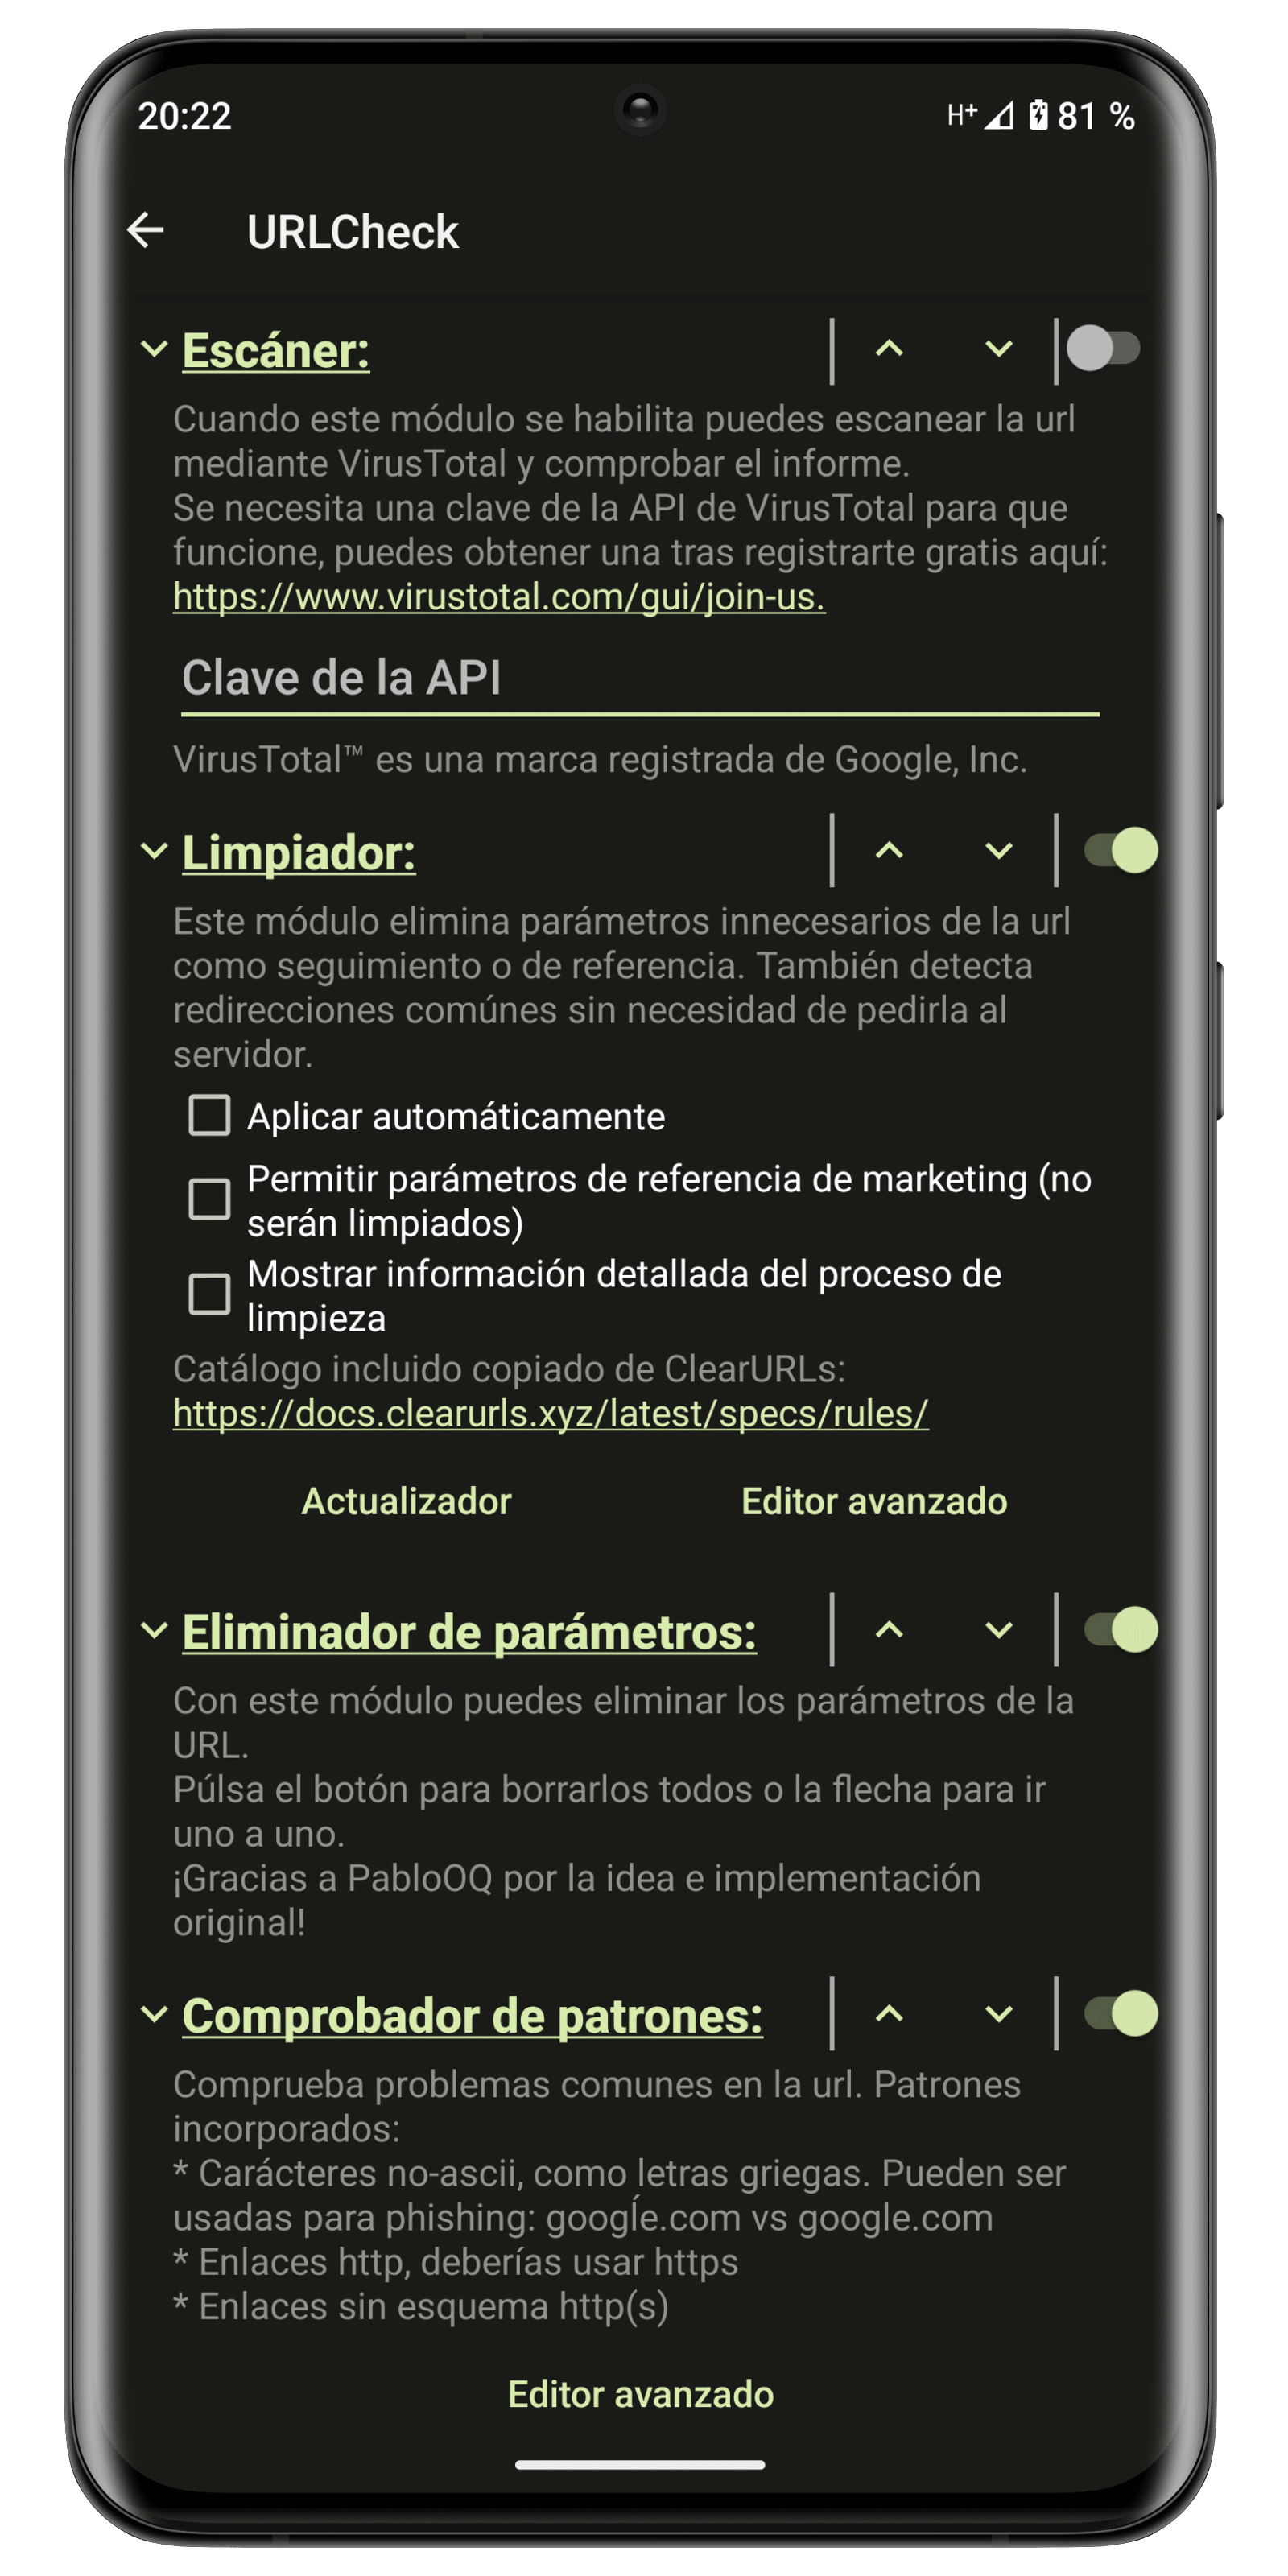 20:22
H+ 81 %
URLCheck
Escáner:
Cuando este módulo se habilita puedes escanear la url
mediante VirusTotal y comprobar el informe.
Se necesita una clave de la API de VirusTotal para que
funcione, puedes obtener una tras registrarte gratis aquí:
https://www.virustotal.com/gui/join-us.
Clave de la API
VirusTotal™ es una marca registrada de Google, Inc.
Limpiador:
Este módulo elimina parámetros innecesarios de la url
como seguimiento o de referencia. También detecta
redirecciones comúnes sin necesidad de pedirla al
servidor.
Aplicar automáticamente
Permitir parámetros de referencia de marketing (no
serán limpiados)
Mostrar información detallada del proceso de
limpieza
Catálogo incluido copiado de ClearURLs:
https://docs.clearurls.xyz/latest/specs/rules/
Actualizador
Editor avanzado
Eliminador de parámetros:
Con este módulo puedes eliminar los parámetros de la
URL.
Púlsa el botón para borrarlos todos o la flecha para ir
uno a uno.
¡Gracias a PabloOQ por la idea e implementación
original!
Comprobador de patrones:
Comprueba problemas comunes en la url. Patrones
incorporados:
* Carácteres no-ascii, como letras griegas. Pueden ser
usadas para phishing: googĺe.com vs google.com
* Enlaces http, deberías usar https
* Enlaces sin esquema http(s)
Editor avanzado